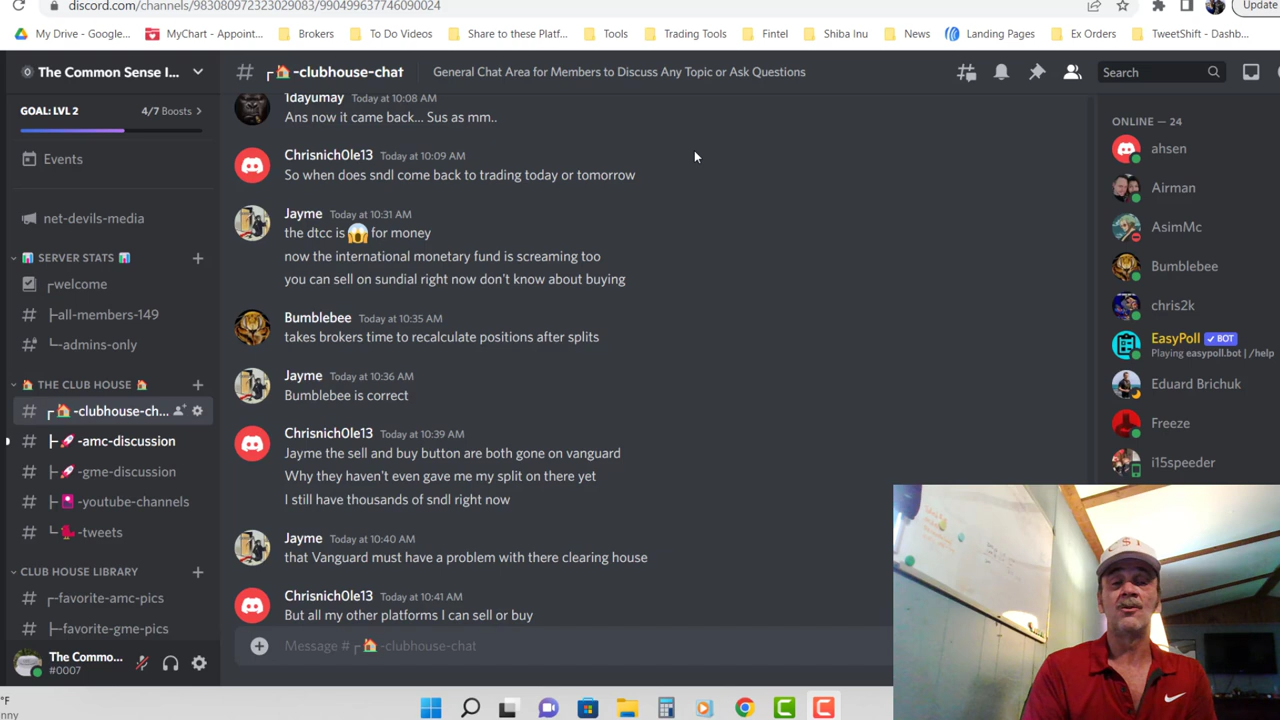 discord.com/channels/983080972323029083/990499637746090024
Update
My Drive - Google...
MyChart - Appoint...
Brokers
To Do Videos
Share to these Platf...
Tools
Trading Tools
Fintel
Shiba Inu
News
Landing Pages
Ex Orders
TweetShift - Dashb...
The Common Sense I...
# ┌🏠-clubhouse-chat
General Chat Area for Members to Discuss Any Topic or Ask Questions
Search
GOAL: LVL 2
4/7 Boosts
Events
net-devils-media
📊 SERVER STATS 📊
┌welcome
├all-members-149
└-admins-only
🏠 THE CLUB HOUSE 🏠
┌🏠-clubhouse-ch...
├🚀-amc-discussion
├🚀-gme-discussion
-youtube-channels
└-tweets
CLUB HOUSE LIBRARY
┌-favorite-amc-pics
├-favorite-gme-pics
The Commo...
#0007
1dayumay Today at 10:08 AM
Ans now it came back... Sus as mm..
Chrisnich0le13 Today at 10:09 AM
So when does sndl come back to trading today or tomorrow
Jayme Today at 10:31 AM
the dtcc is 😱 for money
now the international monetary fund is screaming too
you can sell on sundial right now don't know about buying
Bumblebee Today at 10:35 AM
takes brokers time to recalculate positions after splits
Jayme Today at 10:36 AM
Bumblebee is correct
Chrisnich0le13 Today at 10:39 AM
Jayme the sell and buy button are both gone on vanguard
Why they haven't even gave me my split on there yet
I still have thousands of sndl right now
Jayme Today at 10:40 AM
that Vanguard must have a problem with there clearing house
Chrisnich0le13 Today at 10:41 AM
But all my other platforms I can sell or buy
Message # ┌🏠-clubhouse-chat
ONLINE — 24
ahsen
Airman
AsimMc
Bumblebee
chris2k
EasyPoll ✓ BOT
Playing easypoll.bot | /help
Eduard Brichuk
Freeze
i15speeder
°F
nny
CST